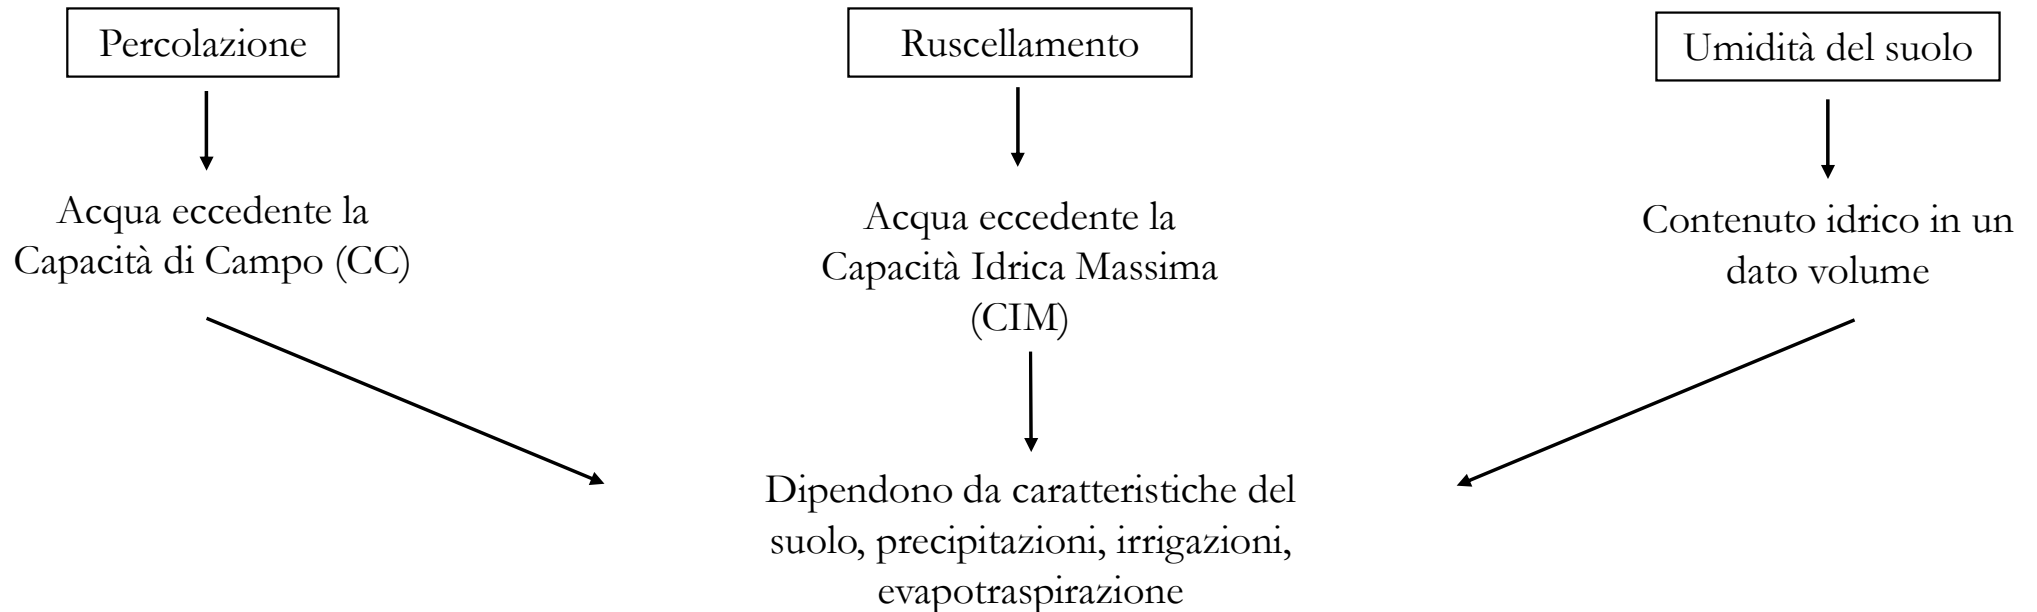 Percolazione
Ruscellamento
Umidità del suolo
Acqua eccedente la
Capacità di Campo (CC)
Acqua eccedente la
Capacità Idrica Massima
(CIM)
Contenuto idrico in un
dato volume
Dipendono da caratteristiche del
suolo, precipitazioni, irrigazioni,
evapotraspirazione